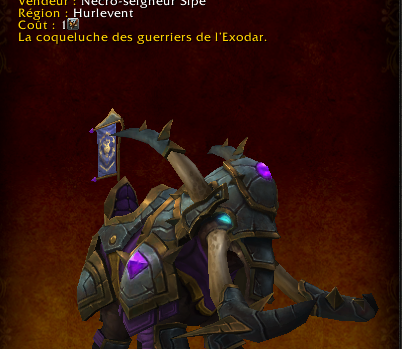 Vendeur : Nécro-seigneur Sipe
Région : Hurlevent
Coût : 1
La coqueluche des guerriers de l'Exodar.